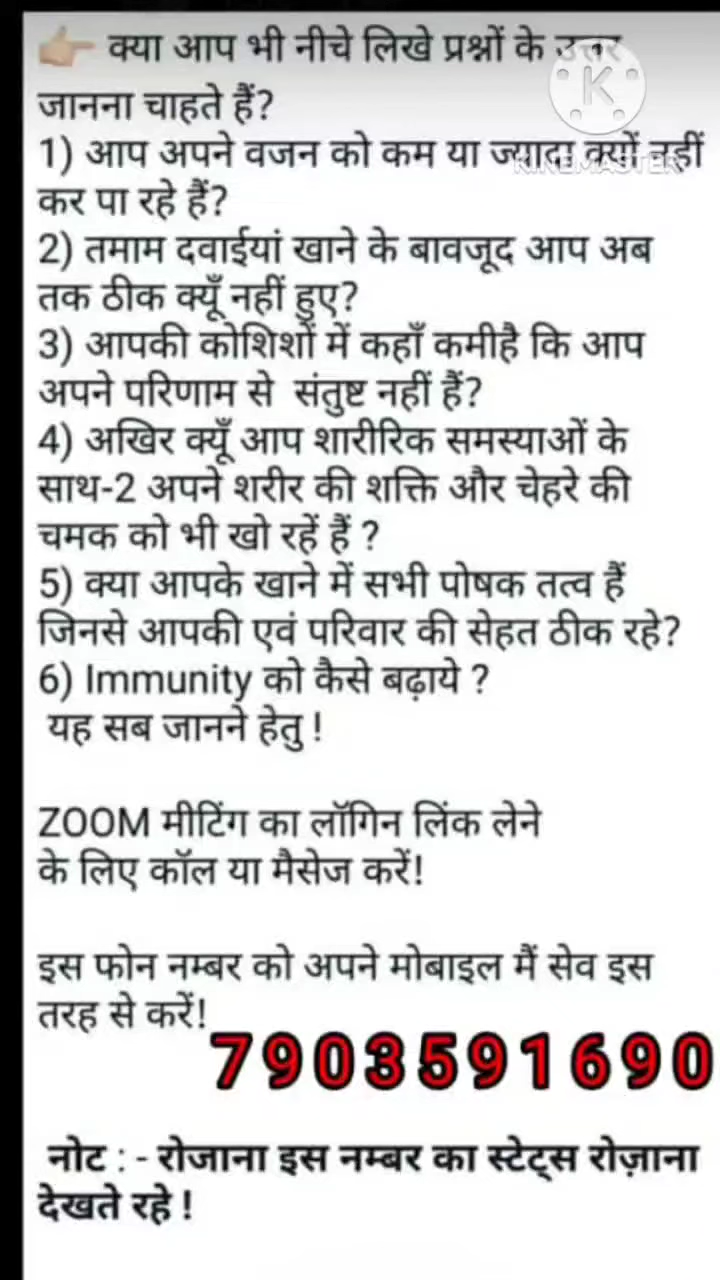 👉🏼 क्या आप भी नीचे लिखे प्रश्नों के उत्तर
जानना चाहते हैं?
1) आप अपने वजन को कम या ज्यादा क्यों नहीं
कर पा रहे हैं?
2) तमाम दवाईयां खाने के बावजूद आप अब
तक ठीक क्यूँ नहीं हुए?
3) आपकी कोशिशों में कहाँ कमीहै कि आप
अपने परिणाम से संतुष्ट नहीं हैं?
4) अखिर क्यूँ आप शारीरिक समस्याओं के
साथ-2 अपने शरीर की शक्ति और चेहरे की
चमक को भी खो रहें हैं ?
5) क्या आपके खाने में सभी पोषक तत्व हैं
जिनसे आपकी एवं परिवार की सेहत ठीक रहे?
6) Immunity को कैसे बढ़ाये ?
यह सब जानने हेतु !
ZOOM मीटिंग का लॉगिन लिंक लेने
के लिए कॉल या मैसेज करें!
इस फोन नम्बर को अपने मोबाइल मैं सेव इस
तरह से करें!
7903591690
नोट : - रोजाना इस नम्बर का स्टेट्स रोज़ाना
देखते रहे !
K
KINEMASTER